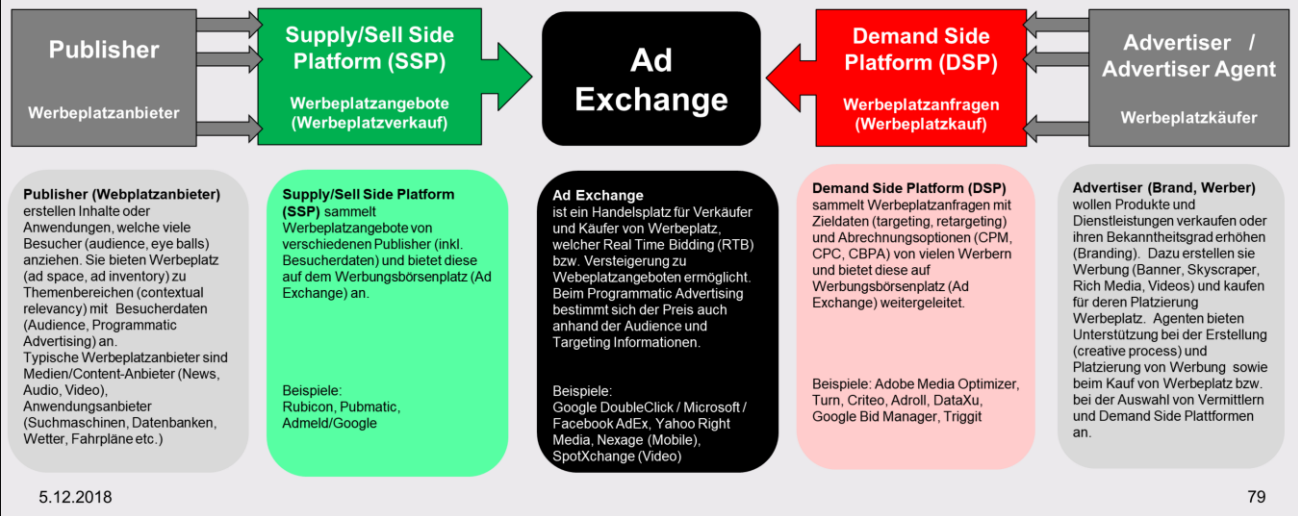 Publisher
Werbeplatzanbieter
Supply/Sell Side
Platform (SSP)
Werbeplatzangebote
(Werbeplatzverkauf)
Ad
Exchange
Demand Side
Platform (DSP)
Werbeplatzanfragen
(Werbeplatzkauf)
Advertiser /
Advertiser Agent
Werbeplatzkäufer
Publisher (Webplatzanbieter)
erstellen Inhalte oder
Anwendungen, welche viele
Besucher (audience, eye balls)
anziehen. Sie bieten Werbeplatz
(ad space, ad inventory) zu
Themenbereichen (contextual
relevancy) mit Besucherdaten
(Audience, Programmatic
Advertising) an.
Typische Werbeplatzanbieter sind
Medien/Content-Anbieter (News,
Audio, Video),
Anwendungsanbieter
(Suchmaschinen, Datenbanken,
Wetter, Fahrpläne etc.)
Supply/Sell Side Platform
(SSP) sammelt
Werbeplatzangebote von
verschiedenen Publisher (inkl.
Besucherdaten) und bietet diese
auf dem Werbungsbörsenplatz (Ad
Exchange) an.
Beispiele:
Rubicon, Pubmatic,
Admeld/Google
Ad Exchange
ist ein Handelsplatz für Verkäufer
und Käufer von Werbeplatz,
welcher Real Time Bidding (RTB)
bzw. Versteigerung zu
Webeplatzangeboten ermöglicht.
Beim Programmatic Advertising
bestimmt sich der Preis auch
anhand der Audience und
Targeting Informationen.
Beispiele:
Google DoubleClick / Microsoft /
Facebook AdEx, Yahoo Right
Media, Nexage (Mobile),
SpotXchange (Video)
Demand Side Platform (DSP)
sammelt Werbeplatzanfragen mit
Zieldaten (targeting, retargeting)
und Abrechnungsoptionen (CPM,
CPC, CBPA) von vielen Werbern
und bietet diese auf
Werbungsbörsenplatz (Ad
Exchange) weitergeleitet.
Beispiele: Adobe Media Optimizer,
Turn, Criteo, Adroll, DataXu,
Google Bid Manager, Triggit
Advertiser (Brand, Werber)
wollen Produkte und
Dienstleistungen verkaufen oder
ihren Bekanntheitsgrad erhöhen
(Branding). Dazu erstellen sie
Werbung (Banner, Skyscraper,
Rich Media, Videos) und kaufen
für deren Platzierung
Werbeplatz. Agenten bieten
Unterstützung bei der Erstellung
(creative process) und
Platzierung von Werbung sowie
beim Kauf von Werbeplatz bzw.
bei der Auswahl von Vermittlern
und Demand Side Plattformen
an.
5.12.2018
79